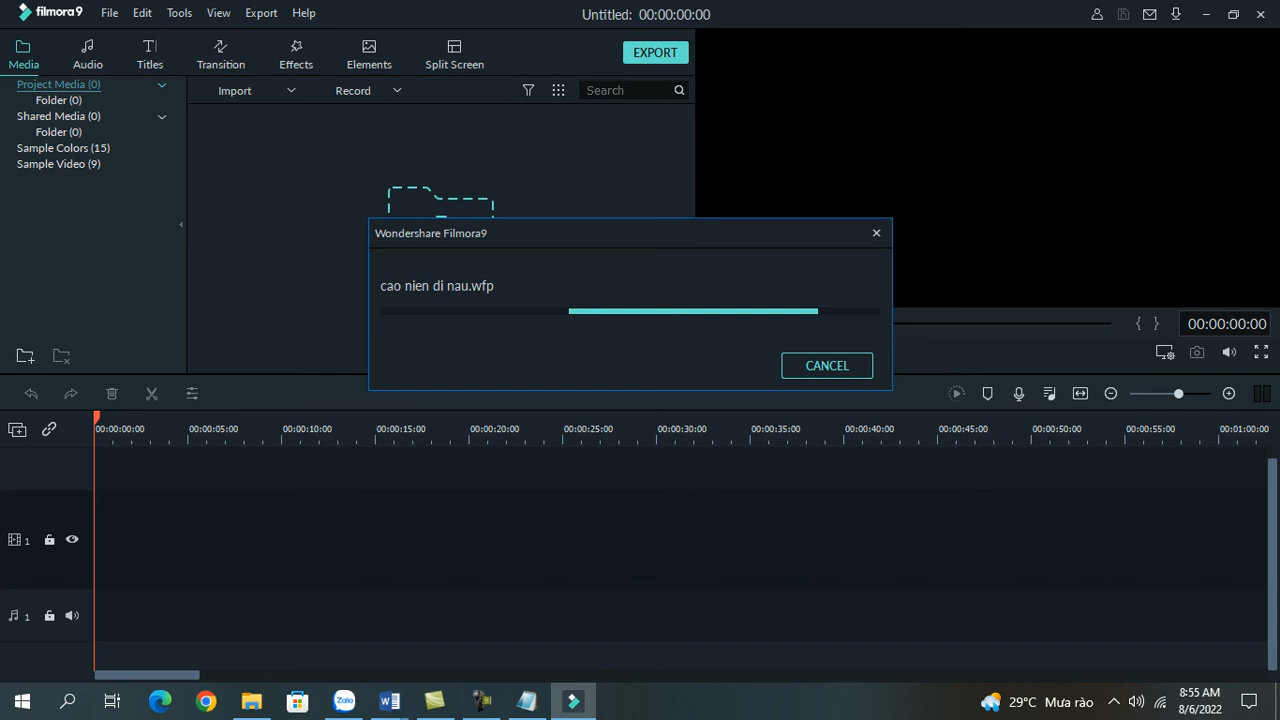 filmora9 File Edit Tools View Export Help Untitled: 00:00:00:00
Media Audio Titles Transition Effects Elements Split Screen EXPORT
Project Media (0)
Folder (0)
Shared Media (0)
Folder (0)
Sample Colors (15)
Sample Video (9)
Import Record Search
Wondershare Filmora9
cao nien di nau.wfp
CANCEL
{ } 00:00:00:00
00:00:00:00 00:00:05:00 00:00:10:00 00:00:15:00 00:00:20:00 00:00:25:00 00:00:30:00 00:00:35:00 00:00:40:00 00:00:45:00 00:00:50:00 00:00:55:00 00:01:00:00
1
1
Zalo
29°C Mưa rào
8:55 AM
8/6/2022